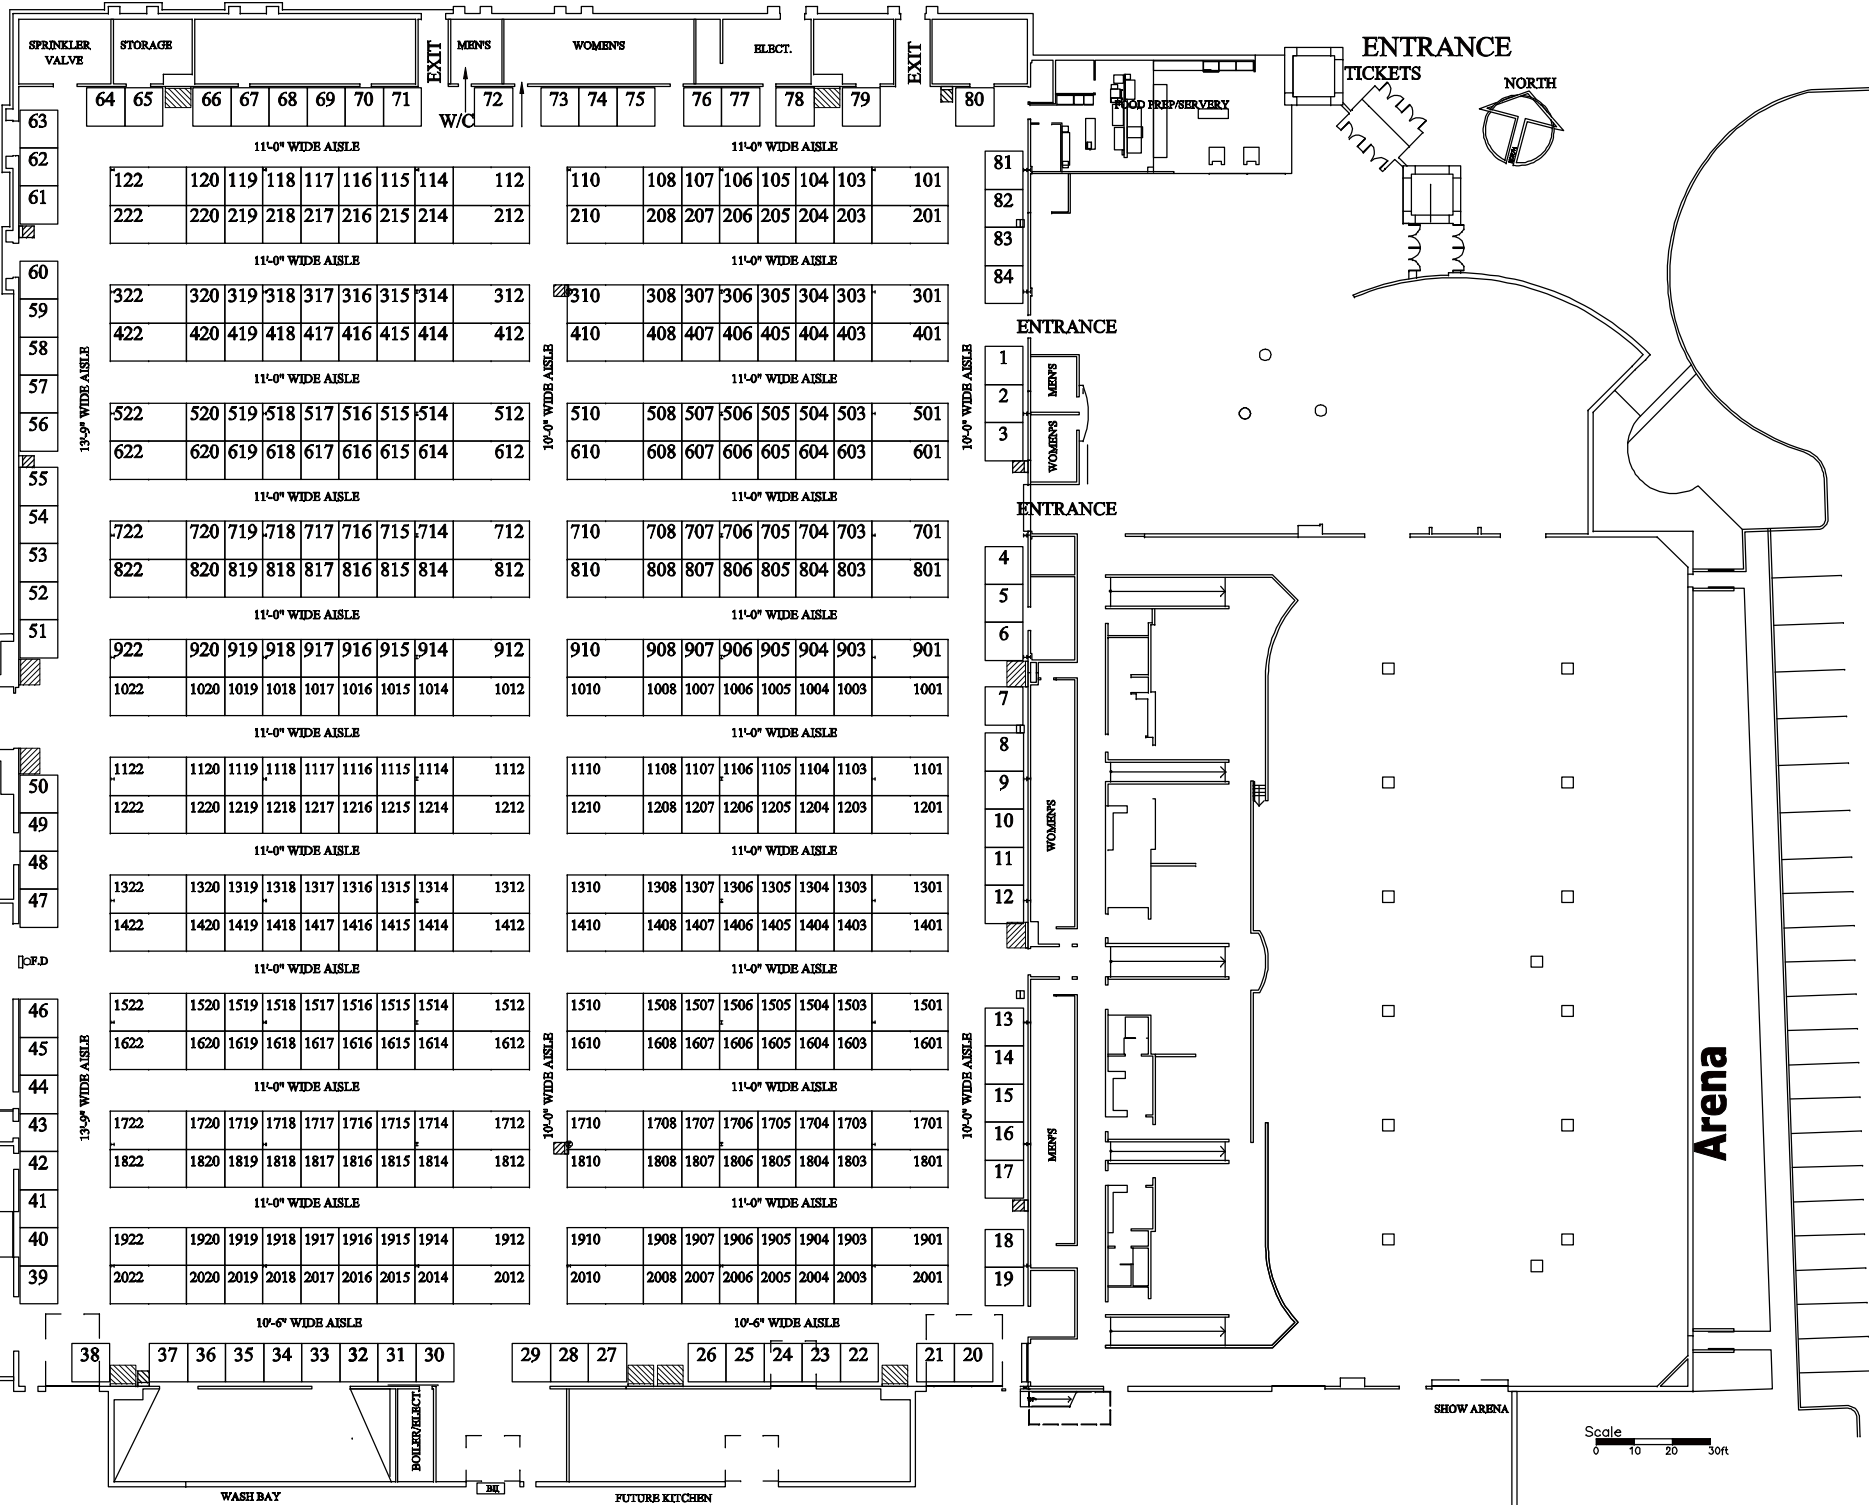 ENTRANCE
TICKETS
NORTH
SPRINKLER
VALVE
STORAGE
EXIT
MEN'S
WOMEN'S
ELECT.
EXIT
FOOD PREP/SERVERY
64 65 66 67 68 69 70 71 72 73 74 75 76 77 78 79 80
W/C
63
62
61
60
59
58
57
56
55
54
53
52
51
50
49
48
47
F.D
46
45
44
43
42
41
40
39
13'-9" WIDE AISLE
13'-9" WIDE AISLE
11'-0" WIDE AISLE 11'-0" WIDE AISLE
122 120 119 118 117 116 115 114 112 110 108 107 106 105 104 103 101
222 220 219 218 217 216 215 214 212 210 208 207 206 205 204 203 201
11'-0" WIDE AISLE 11'-0" WIDE AISLE
322 320 319 318 317 316 315 314 312 310 308 307 306 305 304 303 301
422 420 419 418 417 416 415 414 412 410 408 407 406 405 404 403 401
11'-0" WIDE AISLE 11'-0" WIDE AISLE
522 520 519 518 517 516 515 514 512 510 508 507 506 505 504 503 501
622 620 619 618 617 616 615 614 612 610 608 607 606 605 604 603 601
11'-0" WIDE AISLE 11'-0" WIDE AISLE
722 720 719 718 717 716 715 714 712 710 708 707 706 705 704 703 701
822 820 819 818 817 816 815 814 812 810 808 807 806 805 804 803 801
11'-0" WIDE AISLE 11'-0" WIDE AISLE
922 920 919 918 917 916 915 914 912 910 908 907 906 905 904 903 901
1022 1020 1019 1018 1017 1016 1015 1014 1012 1010 1008 1007 1006 1005 1004 1003 1001
11'-0" WIDE AISLE 11'-0" WIDE AISLE
1122 1120 1119 1118 1117 1116 1115 1114 1112 1110 1108 1107 1106 1105 1104 1103 1101
1222 1220 1219 1218 1217 1216 1215 1214 1212 1210 1208 1207 1206 1205 1204 1203 1201
11'-0" WIDE AISLE 11'-0" WIDE AISLE
1322 1320 1319 1318 1317 1316 1315 1314 1312 1310 1308 1307 1306 1305 1304 1303 1301
1422 1420 1419 1418 1417 1416 1415 1414 1412 1410 1408 1407 1406 1405 1404 1403 1401
11'-0" WIDE AISLE 11'-0" WIDE AISLE
1522 1520 1519 1518 1517 1516 1515 1514 1512 1510 1508 1507 1506 1505 1504 1503 1501
1622 1620 1619 1618 1617 1616 1615 1614 1612 1610 1608 1607 1606 1605 1604 1603 1601
11'-0" WIDE AISLE 11'-0" WIDE AISLE
1722 1720 1719 1718 1717 1716 1715 1714 1712 1710 1708 1707 1706 1705 1704 1703 1701
1822 1820 1819 1818 1817 1816 1815 1814 1812 1810 1808 1807 1806 1805 1804 1803 1801
11'-0" WIDE AISLE 11'-0" WIDE AISLE
1922 1920 1919 1918 1917 1916 1915 1914 1912 1910 1908 1907 1906 1905 1904 1903 1901
2022 2020 2019 2018 2017 2016 2015 2014 2012 2010 2008 2007 2006 2005 2004 2003 2001
10'-6" WIDE AISLE 10'-6" WIDE AISLE
10'-0" WIDE AISLE
10'-0" WIDE AISLE
10'-0" WIDE AISLE
10'-0" WIDE AISLE
81
82
83
84
ENTRANCE
1
2
3
MEN'S
WOMEN'S
ENTRANCE
4
5
6
7
8
9
10
11
12
WOMEN'S
13
14
15
16
17
MEN'S
18
19
38 37 36 35 34 33 32 31 30 29 28 27 26 25 24 23 22 21 20
BOILER/ELECT.
WASH BAY
FUTURE KITCHEN
Arena
SHOW ARENA
Scale
0 10 20 30ft